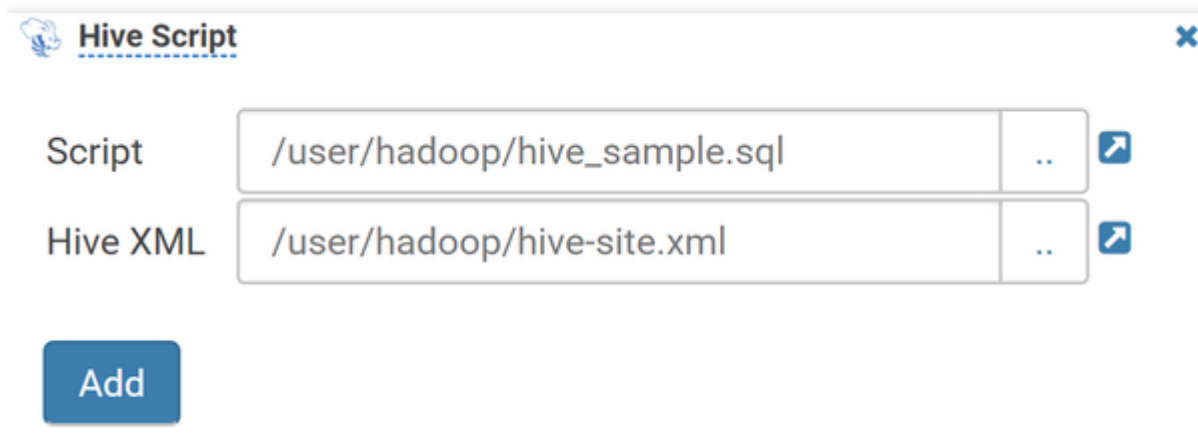 Hive Script
Script /user/hadoop/hive_sample.sql ..
Hive XML /user/hadoop/hive-site.xml ..
Add